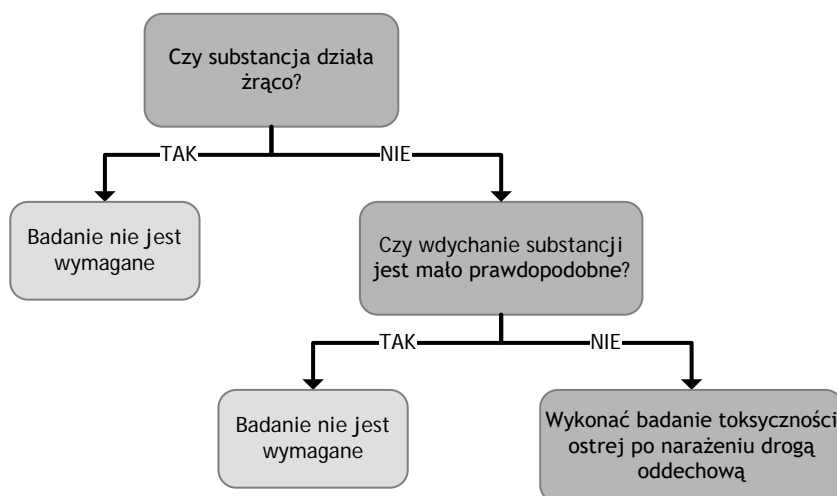 Czy substancja działa
żrąco?
TAK
NIE
Badanie nie jest
wymagane
Czy wdychanie substancji
jest mało prawdopodobne?
TAK
NIE
Badanie nie jest
wymagane
Wykonać badanie toksyczności
ostrej po narażeniu drogą
oddechową